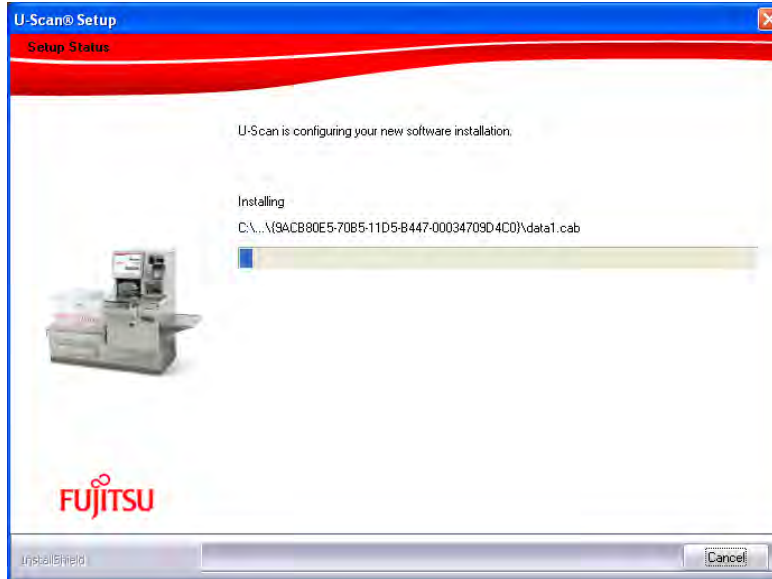 U-Scan® Setup
Setup Status
U-Scan is configuring your new software installation.
Installing
C:\...\{9ACB80E5-70B5-11D5-B447-00034709D4C0}\data1.cab
FUJITSU
InstallShield
Cancel